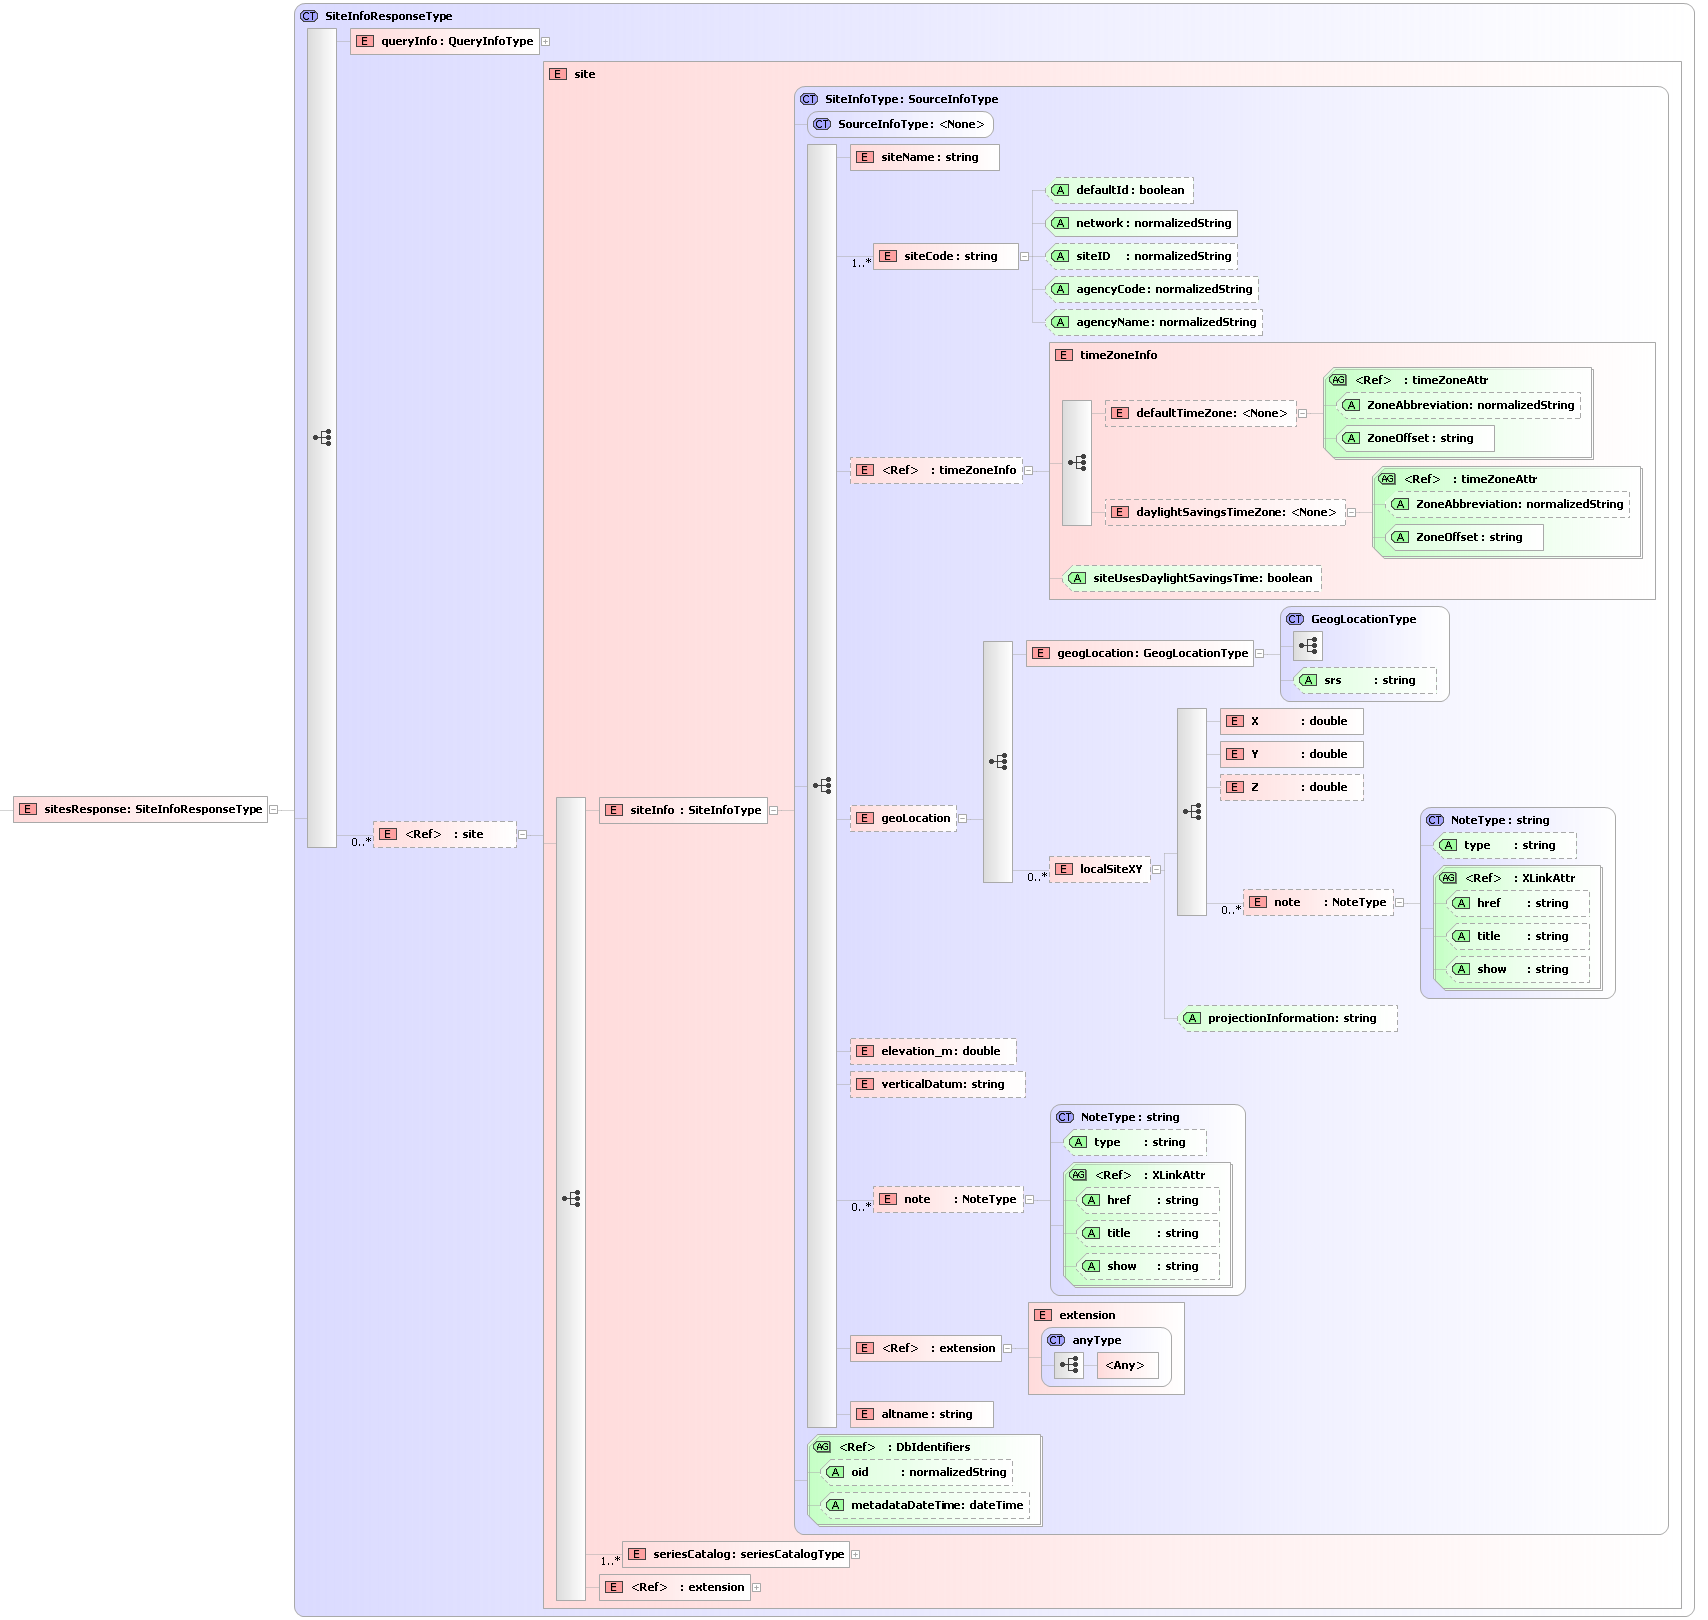 CT SiteInfoResponseType
E queryInfo : QueryInfoType
E site
CT SiteInfoType: SourceInfoType
CT SourceInfoType: <None>
E siteName : string
A defaultId : boolean
A network : normalizedString
1..* E siteCode : string
A siteID : normalizedString
A agencyCode: normalizedString
A agencyName: normalizedString
E timeZoneInfo
AG <Ref> : timeZoneAttr
E defaultTimeZone: <None>
A ZoneAbbreviation: normalizedString
A ZoneOffset : string
E <Ref> : timeZoneInfo
AG <Ref> : timeZoneAttr
A ZoneAbbreviation: normalizedString
E daylightSavingsTimeZone: <None>
A ZoneOffset : string
A siteUsesDaylightSavingsTime: boolean
CT GeogLocationType
E geogLocation: GeogLocationType
A srs : string
E X : double
E Y : double
E Z : double
E sitesResponse: SiteInfoResponseType
0..* E <Ref> : site
E siteInfo : SiteInfoType
E geoLocation
CT NoteType : string
A type : string
0..* E localSiteXY
AG <Ref> : XLinkAttr
0..* E note : NoteType
A href : string
A title : string
A show : string
A projectionInformation: string
E elevation_m: double
E verticalDatum: string
CT NoteType : string
A type : string
AG <Ref> : XLinkAttr
0..* E note : NoteType
A href : string
A title : string
A show : string
E extension
CT anyType
E <Ref> : extension
<Any>
E altname : string
AG <Ref> : DbIdentifiers
A oid : normalizedString
A metadataDateTime: dateTime
1..* E seriesCatalog: seriesCatalogType
E <Ref> : extension